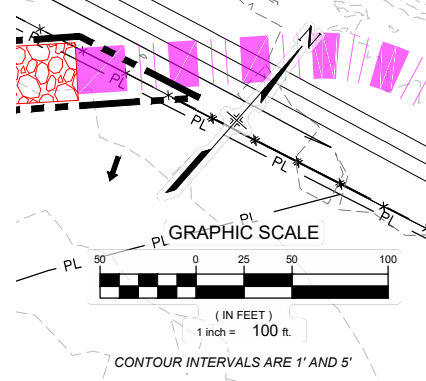 N
PL
PL
PL
PL
PL
PL
PL
GRAPHIC SCALE
50 0 25 50 100
( IN FEET )
1 inch = 100 ft.
CONTOUR INTERVALS ARE 1' AND 5'